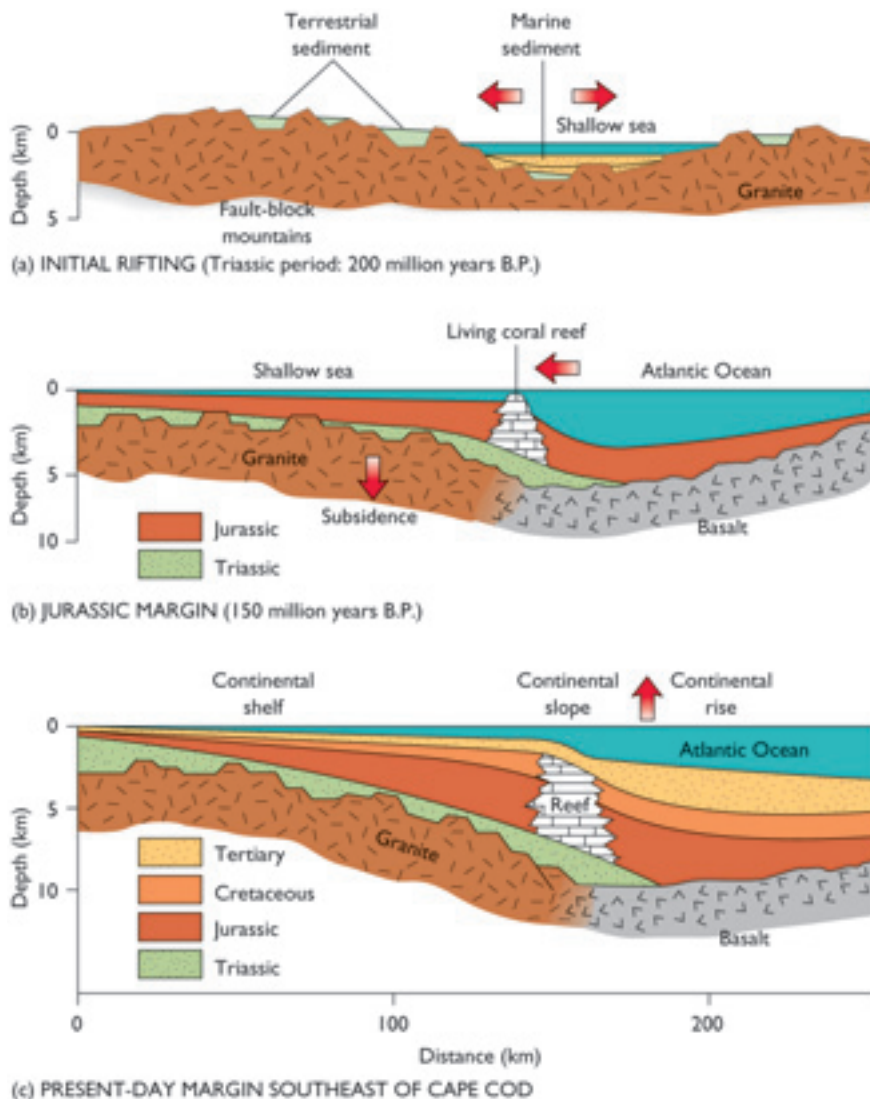 Terrestrial
sediment
Marine
sediment
Shallow sea
0
5
Depth (km)
Granite
Fault-block
mountains
(a) INITIAL RIFTING (Triassic period: 200 million years B.P.)
Living coral reef
Shallow sea
Atlantic Ocean
0
5
10
Depth (km)
Granite
Subsidence
Basalt
Jurassic
Triassic
(b) JURASSIC MARGIN (150 million years B.P.)
Continental
shelf
Continental
slope
Continental
rise
0
5
10
Depth (km)
Atlantic Ocean
Reef
Granite
Basalt
Tertiary
Cretaceous
Jurassic
Triassic
0
100
200
Distance (km)
(c) PRESENT-DAY MARGIN SOUTHEAST OF CAPE COD